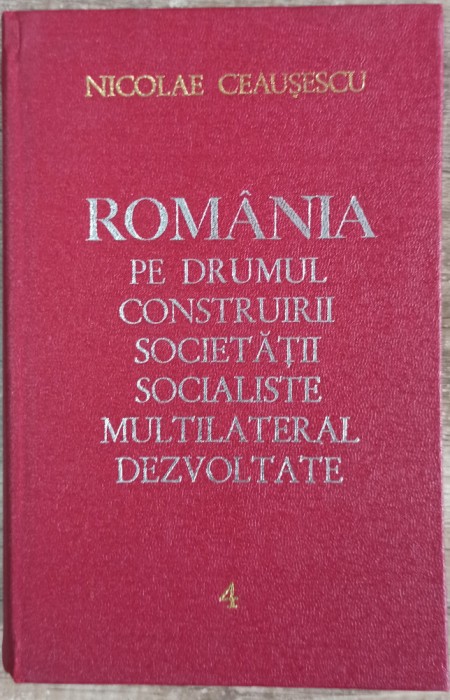 NICOLAE CEAUȘESCU
ROMÂNIA
PE DRUMUL
CONSTRUIRII
SOCIETĂȚII
SOCIALISTE
MULTILATERAL
DEZVOLTATE
4